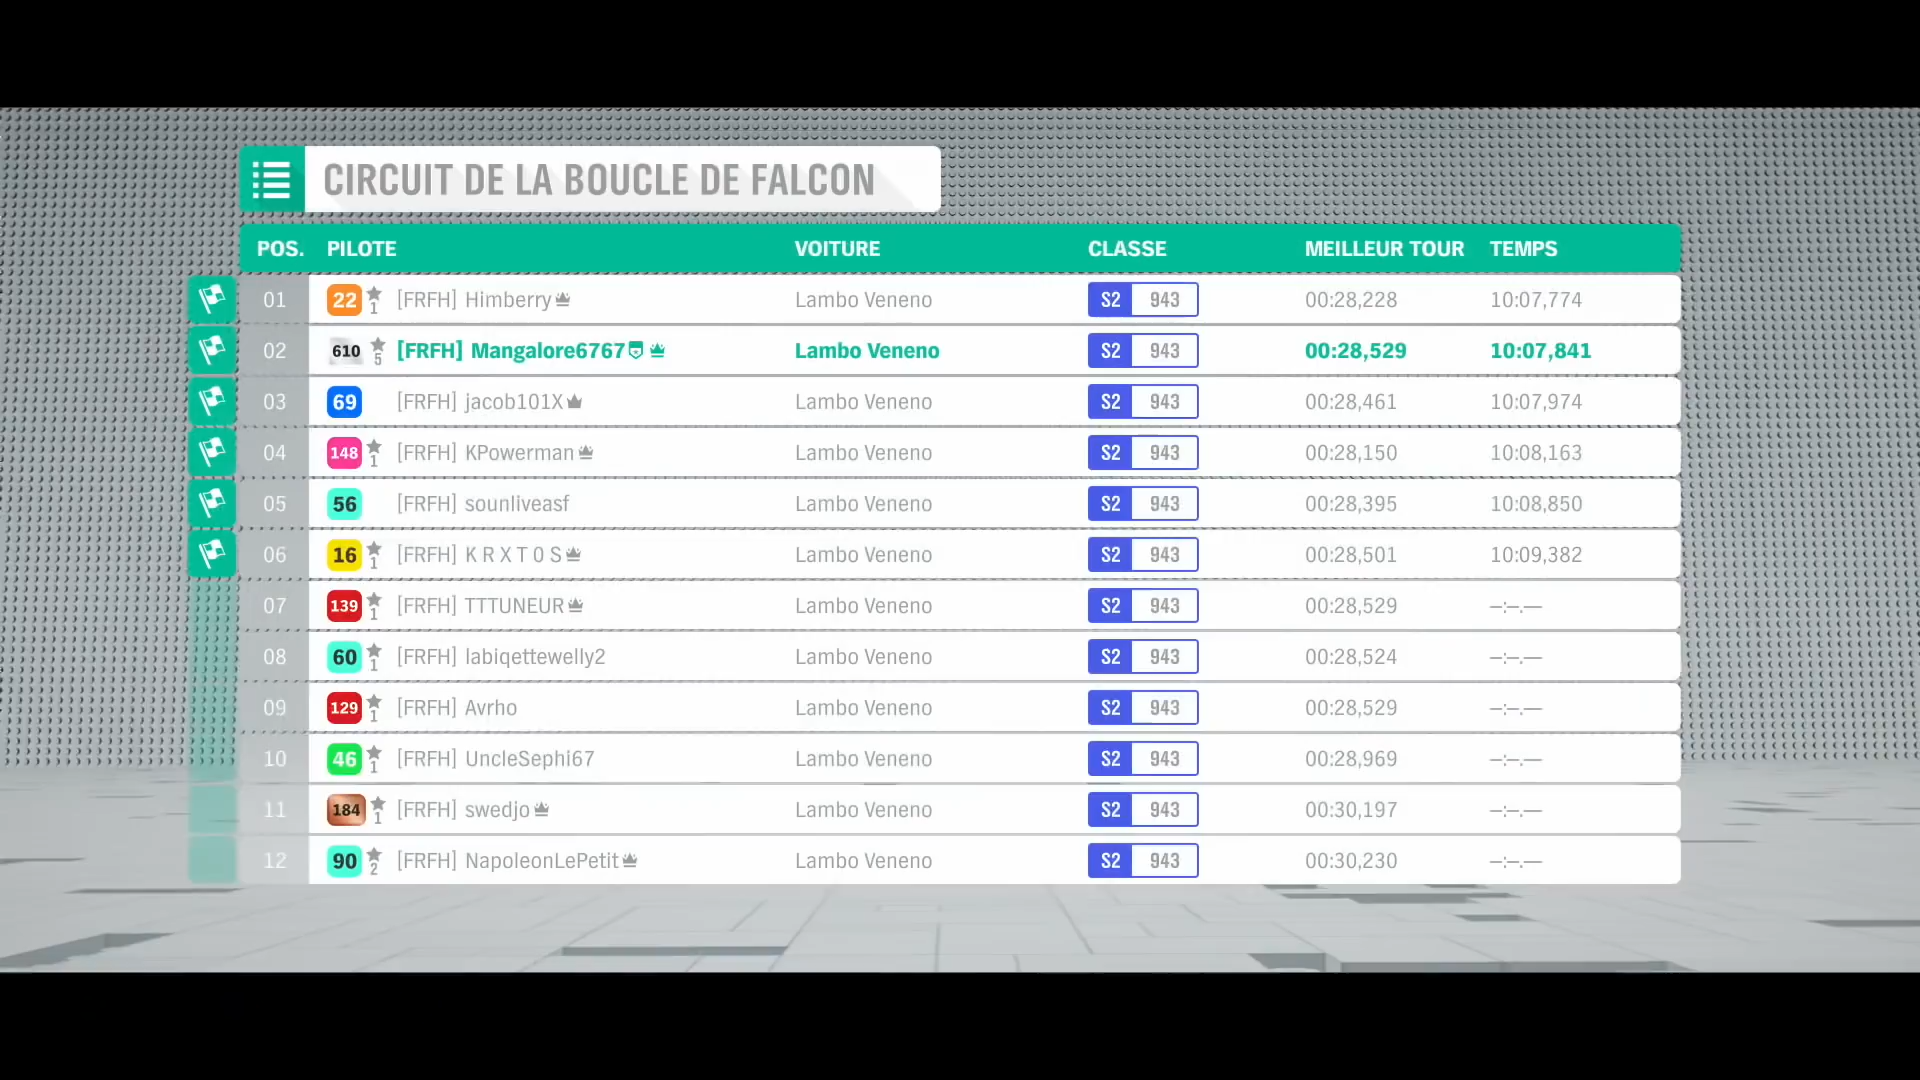 CIRCUIT DE LA BOUCLE DE FALCON
POS. PILOTE VOITURE CLASSE MEILLEUR TOUR TEMPS
01 22 1 [FRFH] Himberry Lambo Veneno S2 943 00:28,228 10:07,774
02 610 5 [FRFH] Mangalore6767 Lambo Veneno S2 943 00:28,529 10:07,841
03 69 [FRFH] jacob101X Lambo Veneno S2 943 00:28,461 10:07,974
04 148 1 [FRFH] KPowerman Lambo Veneno S2 943 00:28,150 10:08,163
05 56 [FRFH] sounliveasf Lambo Veneno S2 943 00:28,395 10:08,850
06 16 1 [FRFH] K R X T 0 S Lambo Veneno S2 943 00:28,501 10:09,382
07 139 1 [FRFH] TTTUNEUR Lambo Veneno S2 943 00:28,529 –:–.––
08 60 1 [FRFH] labiqettewelly2 Lambo Veneno S2 943 00:28,524 –:–.––
09 129 1 [FRFH] Avrho Lambo Veneno S2 943 00:28,529 –:–.––
10 46 1 [FRFH] UncleSephi67 Lambo Veneno S2 943 00:28,969 –:–.––
11 184 1 [FRFH] swedjo Lambo Veneno S2 943 00:30,197 –:–.––
12 90 2 [FRFH] NapoleonLePetit Lambo Veneno S2 943 00:30,230 –:–.––